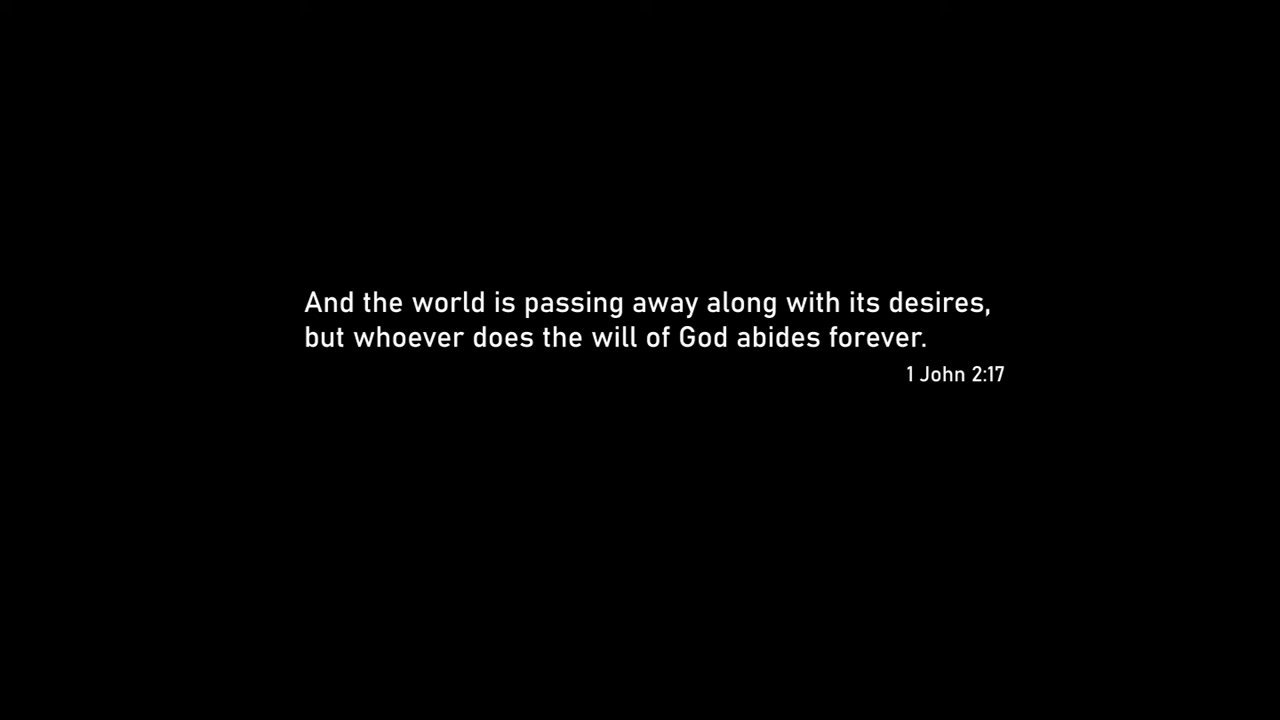 And the world is passing away along with its desires,
but whoever does the will of God abides forever.
1 John 2:17